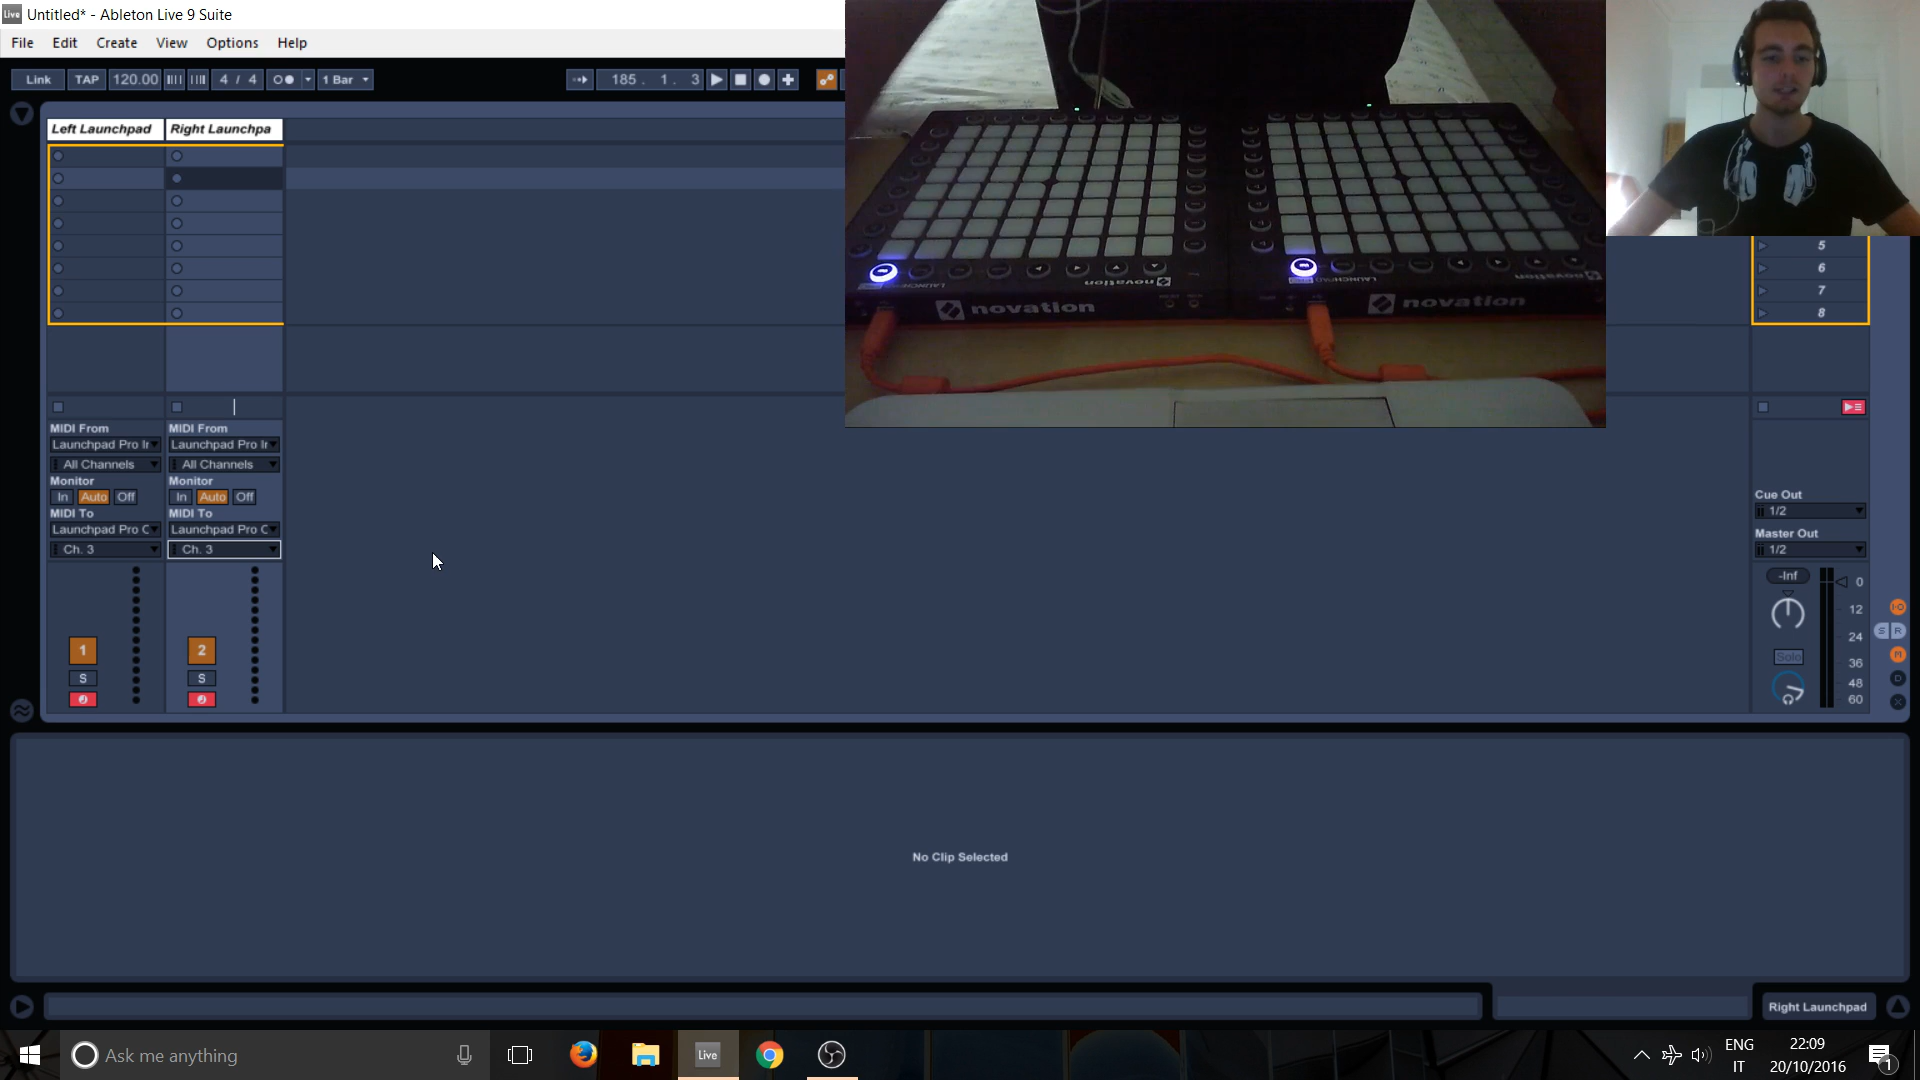 Live Untitled* - Ableton Live 9 Suite
File Edit Create View Options Help
Link TAP 120.00 4 / 4 1 Bar 185. 1. 3
Left Launchpad Right Launchpa
novation novation
5
6
7
8
MIDI From MIDI From
Launchpad Pro Ir Launchpad Pro Ir
All Channels All Channels
Monitor Monitor
In Auto Off In Auto Off
MIDI To MIDI To
Launchpad Pro C Launchpad Pro C
Ch. 3 Ch. 3
Cue Out
1/2
Master Out
1/2
-Inf 0
12
24
36
48
60
Solo
1 2
S S
I-O
S R
M
D
X
No Clip Selected
Right Launchpad
Ask me anything
Live
ENG
IT
22:09
20/10/2016
1